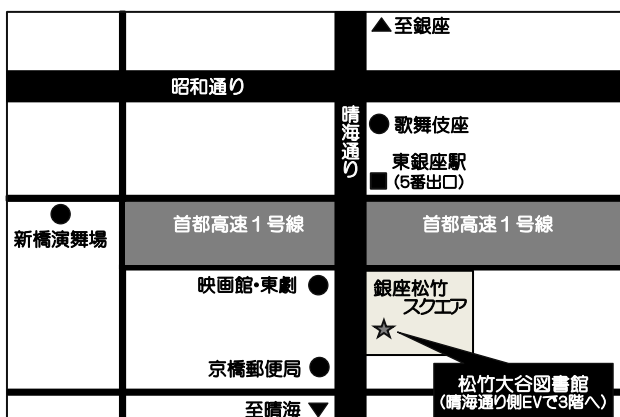 ▲至銀座
昭和通り
晴海通り
● 歌舞伎座
東銀座駅
■ (5番出口)
●
新橋演舞場
首都高速1号線
首都高速1号線
映画館・東劇 ●
銀座松竹
スクエア
☆
京橋郵便局 ●
松竹大谷図書館
(晴海通り側EVで3階へ)
至晴海 ▼